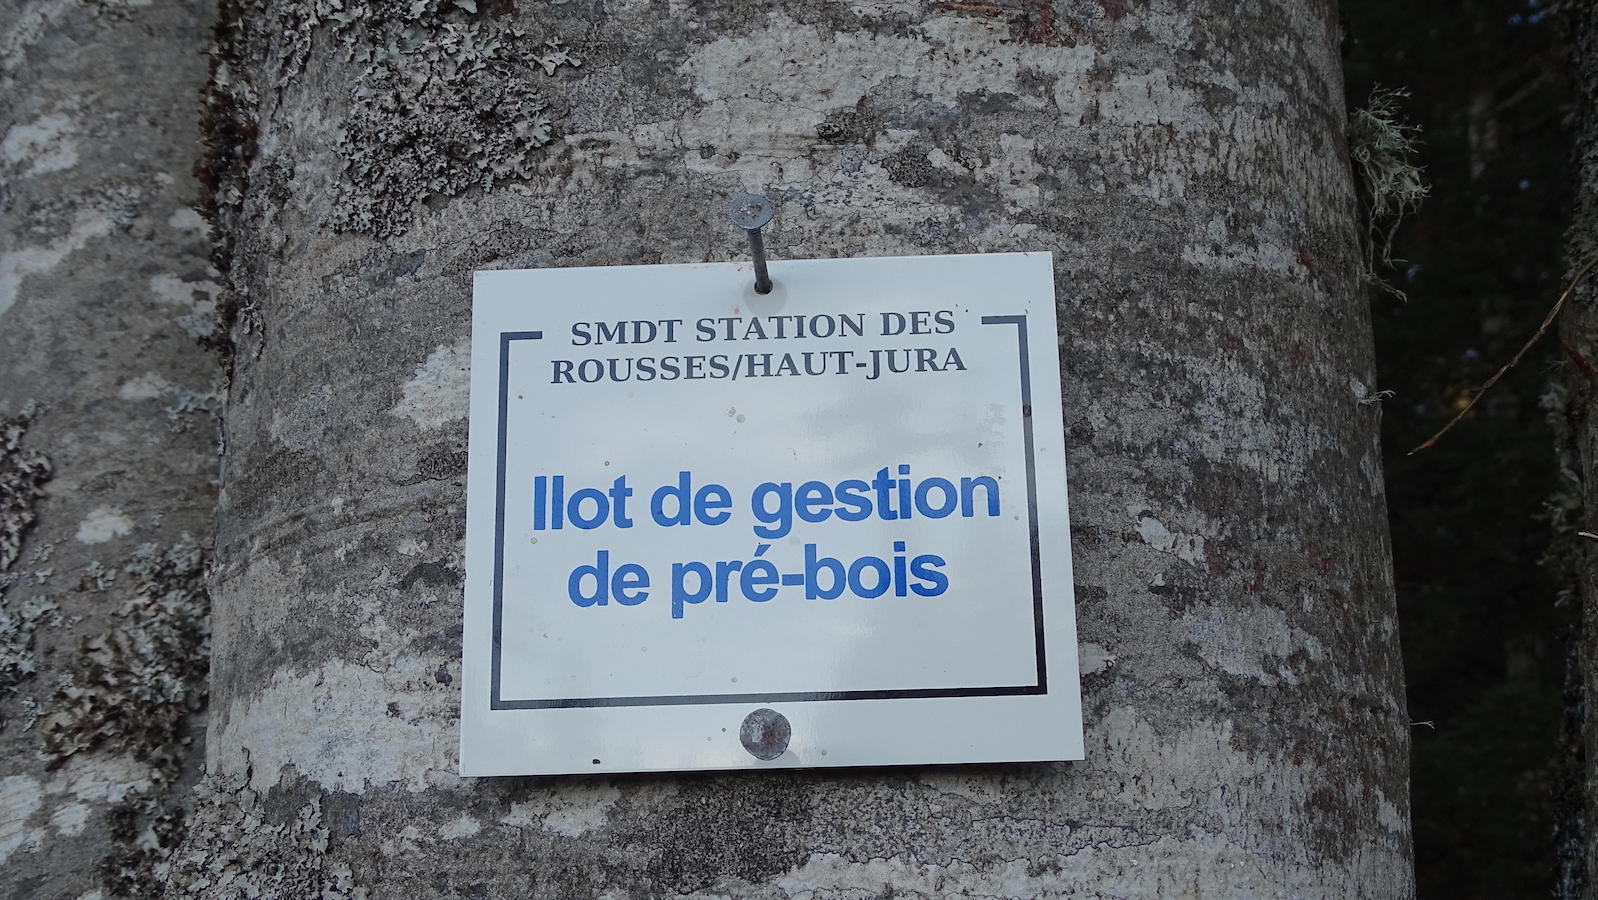 SMDT STATION DES
ROUSSES/HAUT-JURA
Ilot de gestion
de pré-bois